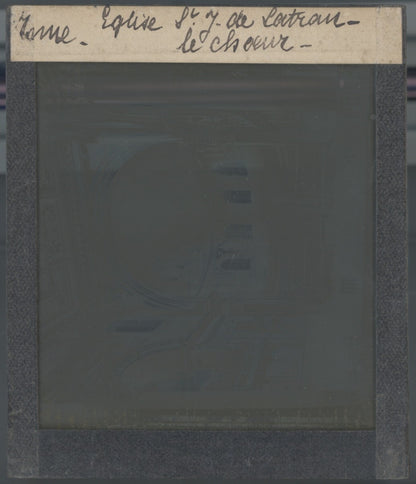 Rome. Eglise St. J. de Latran -
le chœur -